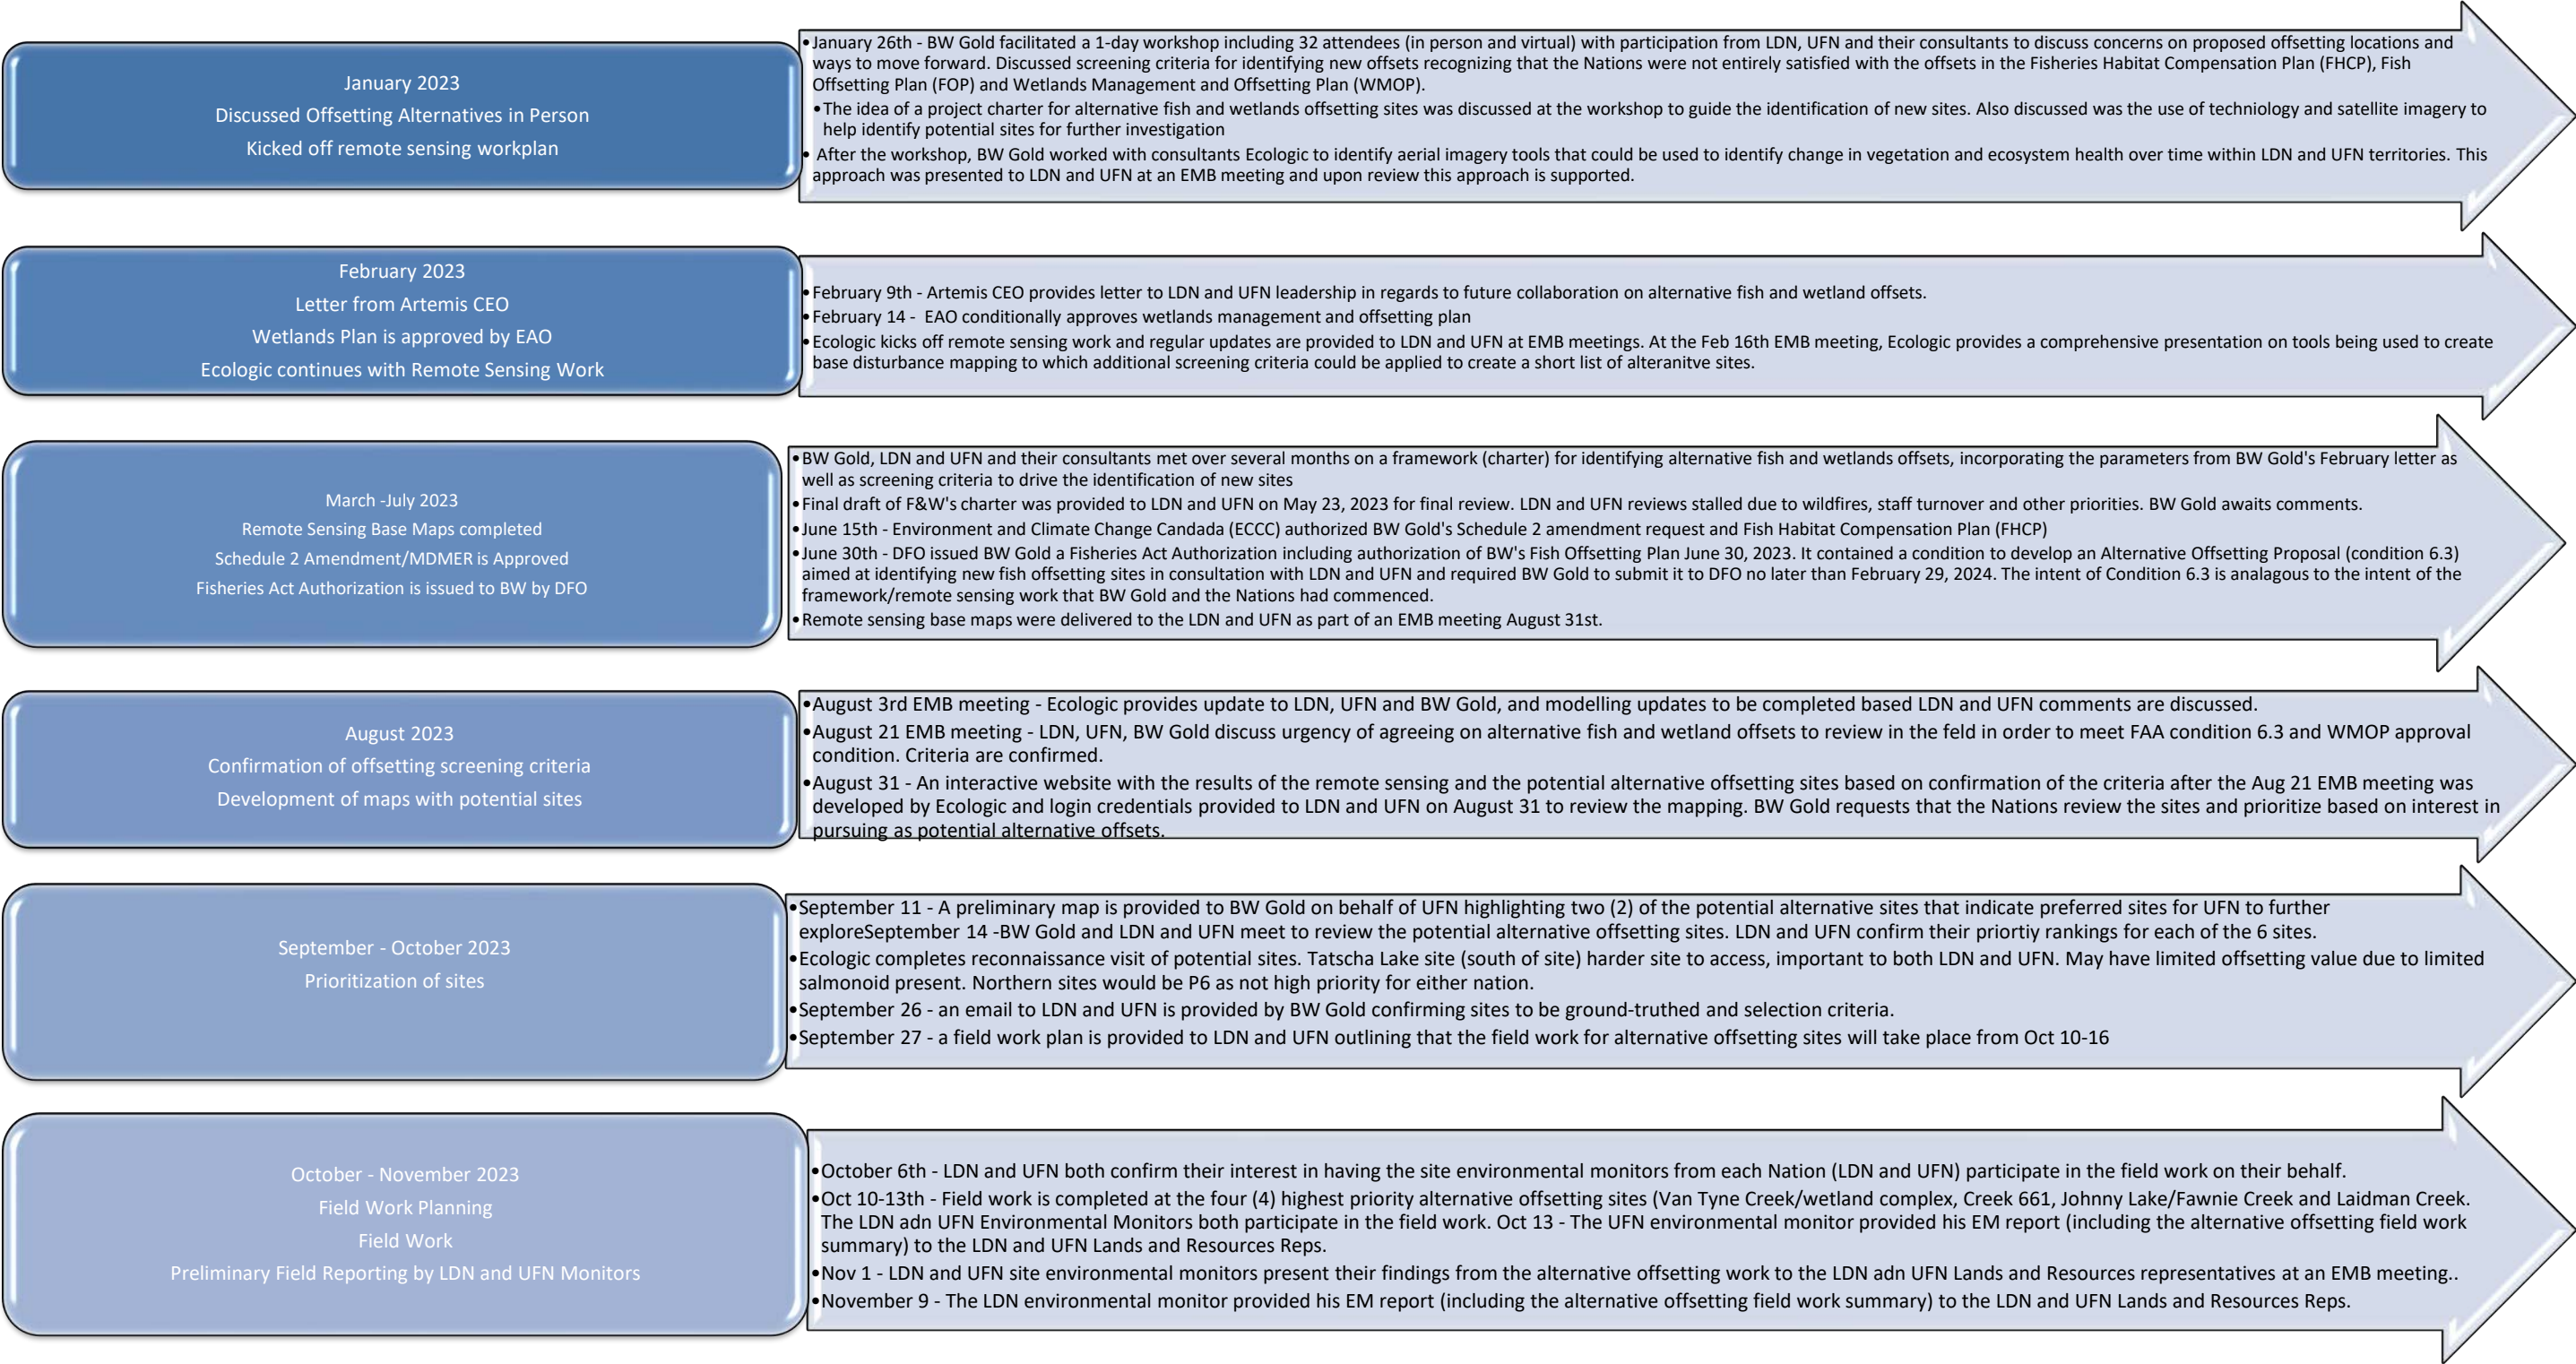 January 2023
Discussed Offsetting Alternatives in Person
Kicked off remote sensing workplan
•January 26th - BW Gold facilitated a 1-day workshop including 32 attendees (in person and virtual) with participation from LDN, UFN and their consultants to discuss concerns on proposed offsetting locations and
ways to move forward. Discussed screening criteria for identifying new offsets recognizing that the Nations were not entirely satisfied with the offsets in the Fisheries Habitat Compensation Plan (FHCP), Fish
Offsetting Plan (FOP) and Wetlands Management and Offsetting Plan (WMOP).
•The idea of a project charter for alternative fish and wetlands offsetting sites was discussed at the workshop to guide the identification of new sites. Also discussed was the use of techniology and satellite imagery to
help identify potential sites for further investigation
• After the workshop, BW Gold worked with consultants Ecologic to identify aerial imagery tools that could be used to identify change in vegetation and ecosystem health over time within LDN and UFN territories. This
approach was presented to LDN and UFN at an EMB meeting and upon review this approach is supported.
February 2023
Letter from Artemis CEO
Wetlands Plan is approved by EAO
Ecologic continues with Remote Sensing Work
•February 9th - Artemis CEO provides letter to LDN and UFN leadership in regards to future collaboration on alternative fish and wetland offsets.
•February 14 -  EAO conditionally approves wetlands management and offsetting plan
•Ecologic kicks off remote sensing work and regular updates are provided to LDN and UFN at EMB meetings. At the Feb 16th EMB meeting, Ecologic provides a comprehensive presentation on tools being used to create
base disturbance mapping to which additional screening criteria could be applied to create a short list of alteranitve sites.
March -July 2023
Remote Sensing Base Maps completed
Schedule 2 Amendment/MDMER is Approved
Fisheries Act Authorization is issued to BW by DFO
•BW Gold, LDN and UFN and their consultants met over several months on a framework (charter) for identifying alternative fish and wetlands offsets, incorporating the parameters from BW Gold's February letter as
well as screening criteria to drive the identification of new sites
•Final draft of F&W's charter was provided to LDN and UFN on May 23, 2023 for final review. LDN and UFN reviews stalled due to wildfires, staff turnover and other priorities. BW Gold awaits comments.
•June 15th - Environment and Climate Change Candada (ECCC) authorized BW Gold's Schedule 2 amendment request and Fish Habitat Compensation Plan (FHCP)
•June 30th - DFO issued BW Gold a Fisheries Act Authorization including authorization of BW's Fish Offsetting Plan June 30, 2023. It contained a condition to develop an Alternative Offsetting Proposal (condition 6.3)
aimed at identifying new fish offsetting sites in consultation with LDN and UFN and required BW Gold to submit it to DFO no later than February 29, 2024. The intent of Condition 6.3 is analagous to the intent of the
framework/remote sensing work that BW Gold and the Nations had commenced.
•Remote sensing base maps were delivered to the LDN and UFN as part of an EMB meeting August 31st.
August 2023
Confirmation of offsetting screening criteria
Development of maps with potential sites
•August 3rd EMB meeting - Ecologic provides update to LDN, UFN and BW Gold, and modelling updates to be completed based LDN and UFN comments are discussed.
•August 21 EMB meeting - LDN, UFN, BW Gold discuss urgency of agreeing on alternative fish and wetland offsets to review in the feld in order to meet FAA condition 6.3 and WMOP approval
condition. Criteria are confirmed.
•August 31 - An interactive website with the results of the remote sensing and the potential alternative offsetting sites based on confirmation of the criteria after the Aug 21 EMB meeting was
developed by Ecologic and login credentials provided to LDN and UFN on August 31 to review the mapping. BW Gold requests that the Nations review the sites and prioritize based on interest in
pursuing as potential alternative offsets.
September - October 2023
Prioritization of sites
•September 11 - A preliminary map is provided to BW Gold on behalf of UFN highlighting two (2) of the potential alternative sites that indicate preferred sites for UFN to further
exploreSeptember 14 -BW Gold and LDN and UFN meet to review the potential alternative offsetting sites. LDN and UFN confirm their priortiy rankings for each of the 6 sites.
•Ecologic completes reconnaissance visit of potential sites. Tatscha Lake site (south of site) harder site to access, important to both LDN and UFN. May have limited offsetting value due to limited
salmonoid present. Northern sites would be P6 as not high priority for either nation.
•September 26 - an email to LDN and UFN is provided by BW Gold confirming sites to be ground-truthed and selection criteria.
•September 27 - a field work plan is provided to LDN and UFN outlining that the field work for alternative offsetting sites will take place from Oct 10-16
October - November 2023
Field Work Planning
Field Work
Preliminary Field Reporting by LDN and UFN Monitors
•October 6th - LDN and UFN both confirm their interest in having the site environmental monitors from each Nation (LDN and UFN) participate in the field work on their behalf.
•Oct 10-13th - Field work is completed at the four (4) highest priority alternative offsetting sites (Van Tyne Creek/wetland complex, Creek 661, Johnny Lake/Fawnie Creek and Laidman Creek.
The LDN adn UFN Environmental Monitors both participate in the field work. Oct 13 - The UFN environmental monitor provided his EM report (including the alternative offsetting field work
summary) to the LDN and UFN Lands and Resources Reps.
•Nov 1 - LDN and UFN site environmental monitors present their findings from the alternative offsetting work to the LDN adn UFN Lands and Resources representatives at an EMB meeting..
•November 9 - The LDN environmental monitor provided his EM report (including the alternative offsetting field work summary) to the LDN and UFN Lands and Resources Reps.